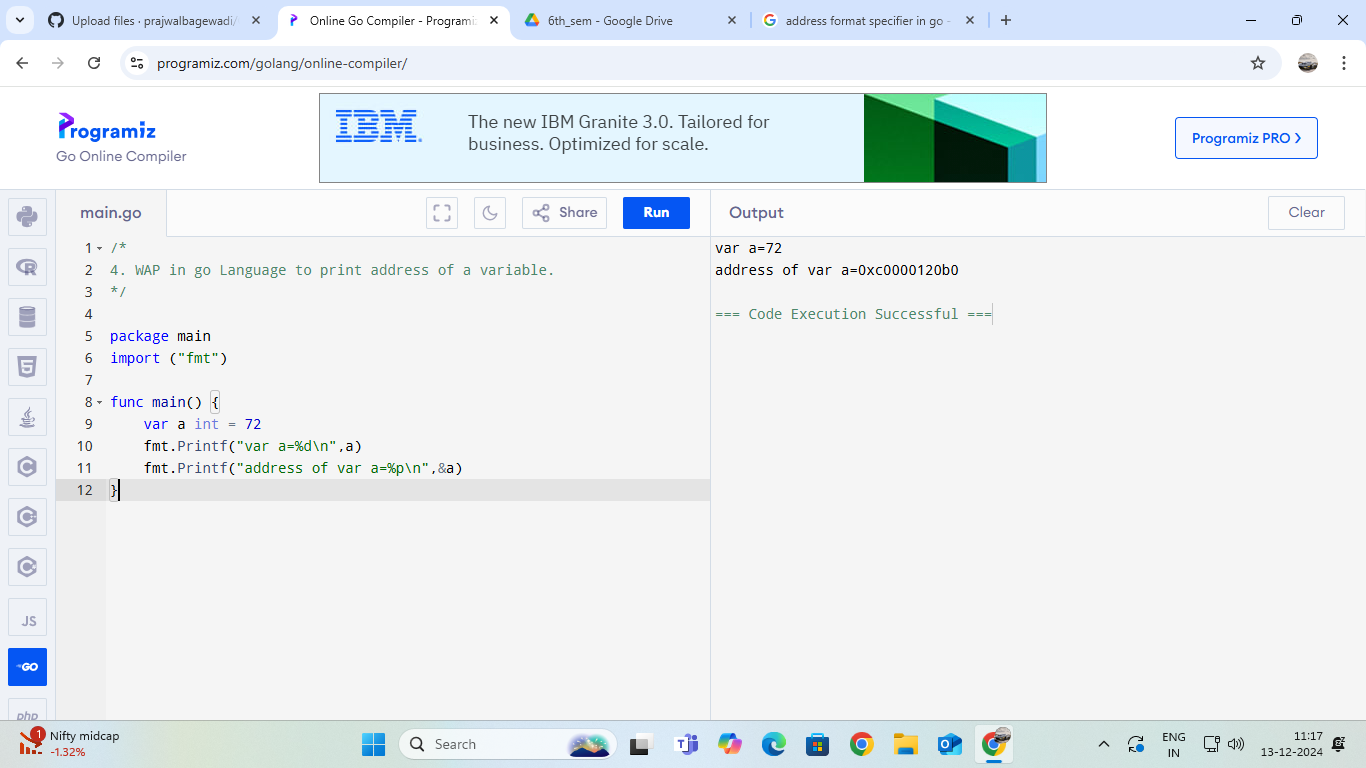 Upload files · prajwalbagewadi/
Online Go Compiler - Programiz
6th_sem - Google Drive
address format specifier in go -
programiz.com/golang/online-compiler/
Programiz
Go Online Compiler
IBM.
The new IBM Granite 3.0. Tailored for
business. Optimized for scale.
Programiz PRO
main.go
Share
Run
Output
Clear
1 /*
2 4. WAP in go Language to print address of a variable.
3 */
4
5 package main
6 import ("fmt")
7
8 func main() {
9 var a int = 72
10 fmt.Printf("var a=%d\n",a)
11 fmt.Printf("address of var a=%p\n",&a)
12 }
var a=72
address of var a=0xc0000120b0
=== Code Execution Successful ===
JS
GO
php
1
Nifty midcap
-1.32%
Search
ENG
IN
11:17
13-12-2024